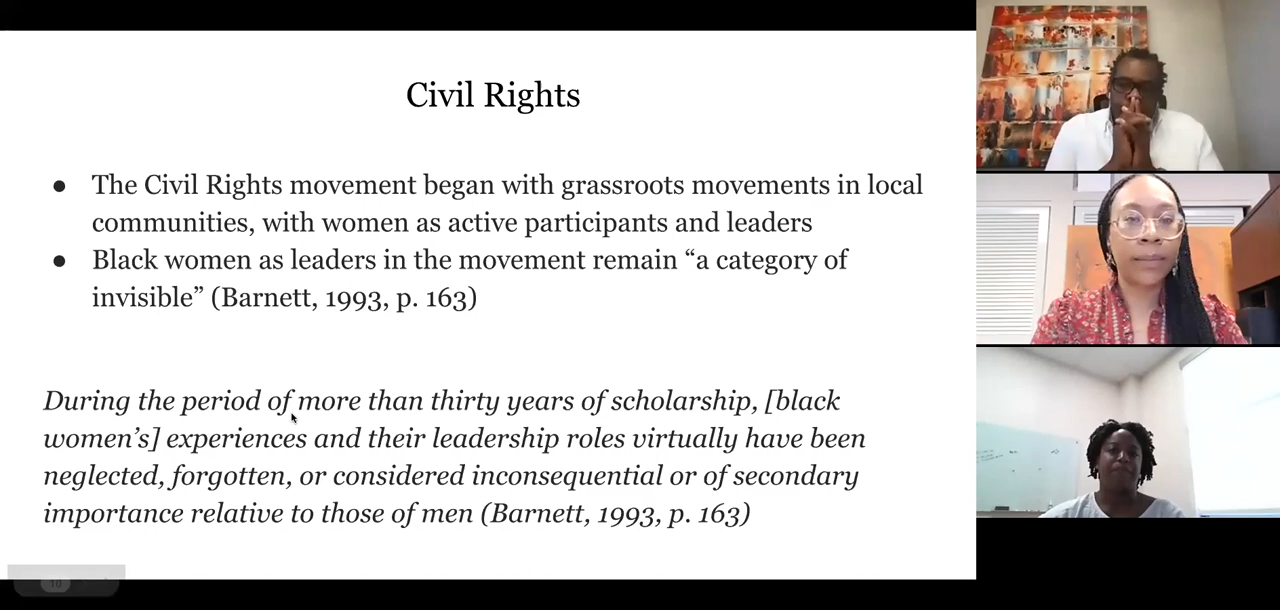 Civil Rights
● The Civil Rights movement began with grassroots movements in local
communities, with women as active participants and leaders
● Black women as leaders in the movement remain “a category of
invisible” (Barnett, 1993, p. 163)
During the period of more than thirty years of scholarship, [black
women’s] experiences and their leadership roles virtually have been
neglected, forgotten, or considered inconsequential or of secondary
importance relative to those of men (Barnett, 1993, p. 163)
10